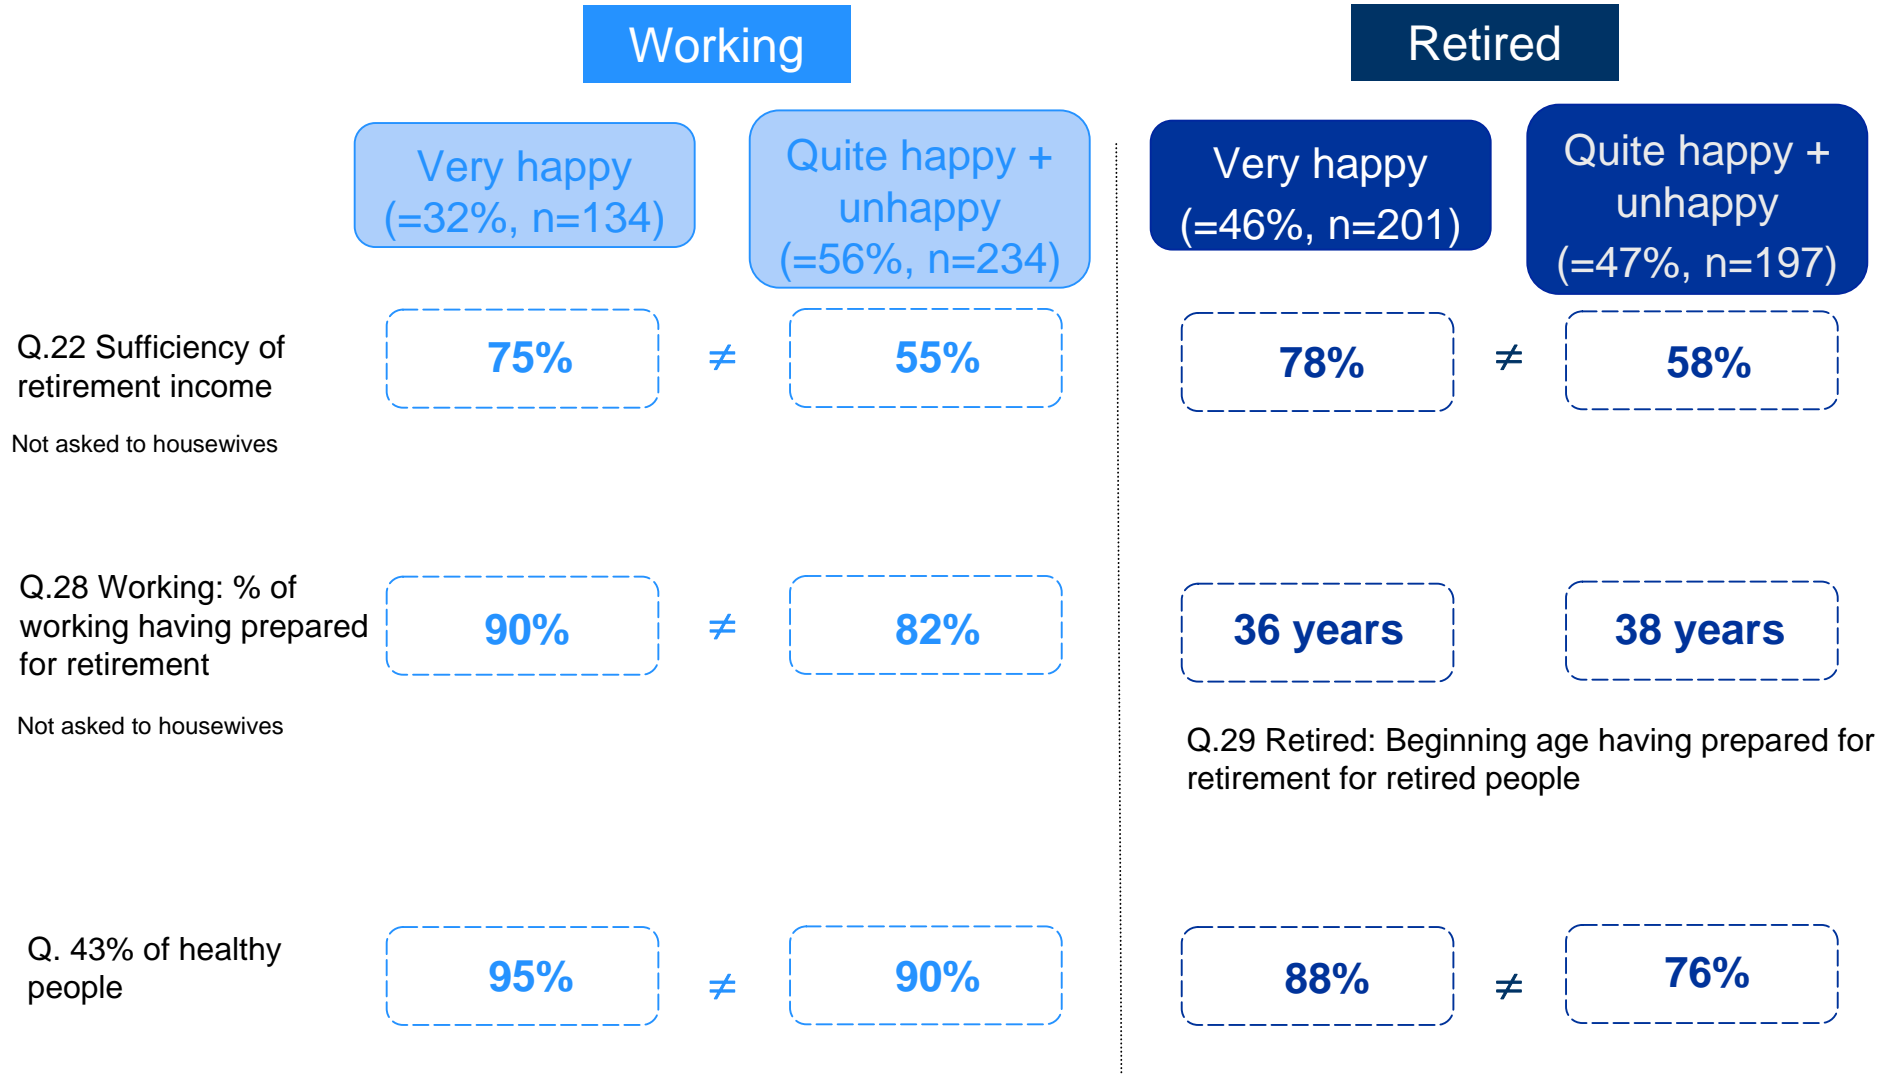 Working
Retired
Very happy
(=32%, n=134)
Quite happy +
unhappy
(=56%, n=234)
Very happy
(=46%, n=201)
Quite happy +
unhappy
(=47%, n=197)
Q.22 Sufficiency of
retirement income
75% ≠ 55%
78% ≠ 58%
Not asked to housewives
Q.28 Working: % of
working having prepared
for retirement
90% ≠ 82%
36 years
38 years
Not asked to housewives
Q.29 Retired: Beginning age having prepared for
retirement for retired people
Q. 43% of healthy
people
95% ≠ 90%
88% ≠ 76%